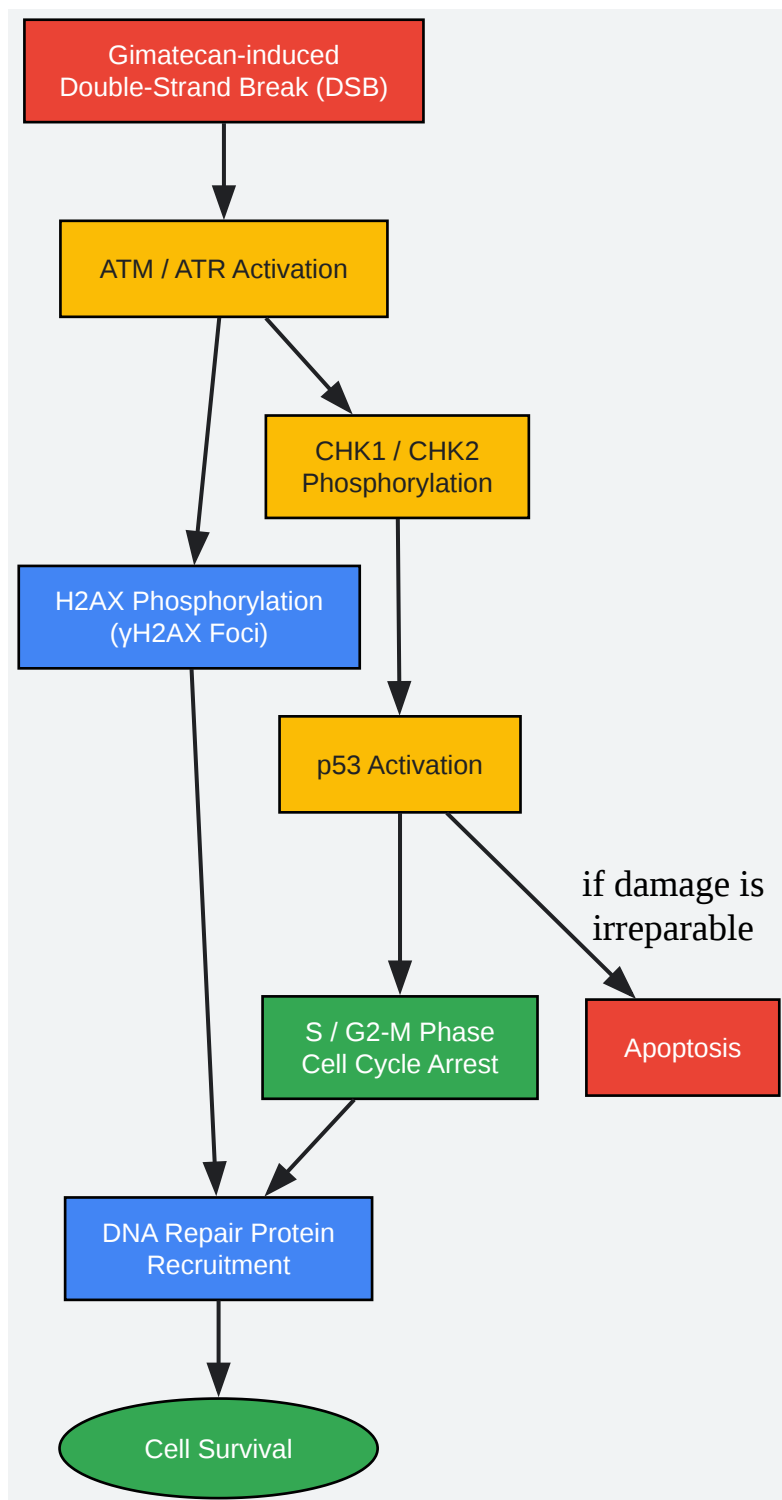 Gimatecan-induced
Double-Strand Break (DSB)
ATM / ATR Activation
CHK1 / CHK2
Phosphorylation
H2AX Phosphorylation
(γH2AX Foci)
p53 Activation
if damage is
irreparable
S / G2-M Phase
Cell Cycle Arrest
Apoptosis
DNA Repair Protein
Recruitment
Cell Survival